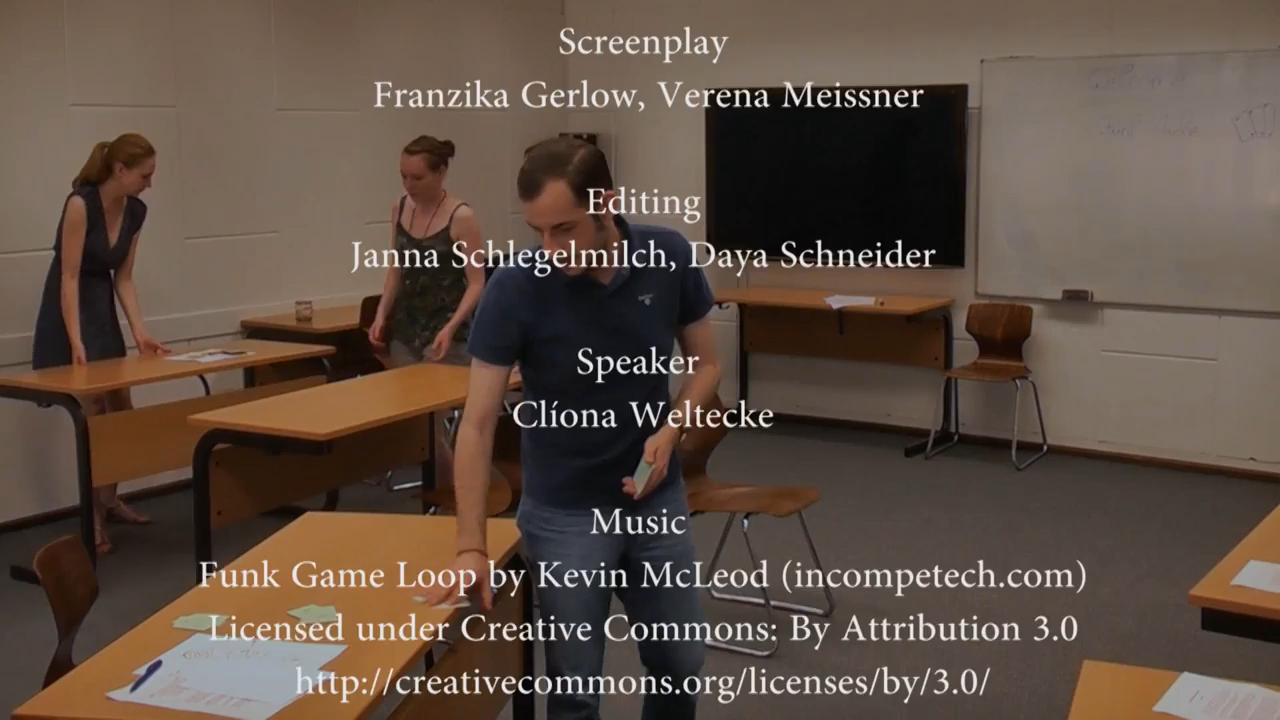 Screenplay
Franzika Gerlow, Verena Meissner
Editing
Janna Schlegelmilch, Daya Schneider
Speaker
Clíona Weltecke
Music
Funk Game Loop by Kevin McLeod (incompetech.com)
Licensed under Creative Commons: By Attribution 3.0
http://creativecommons.org/licenses/by/3.0/